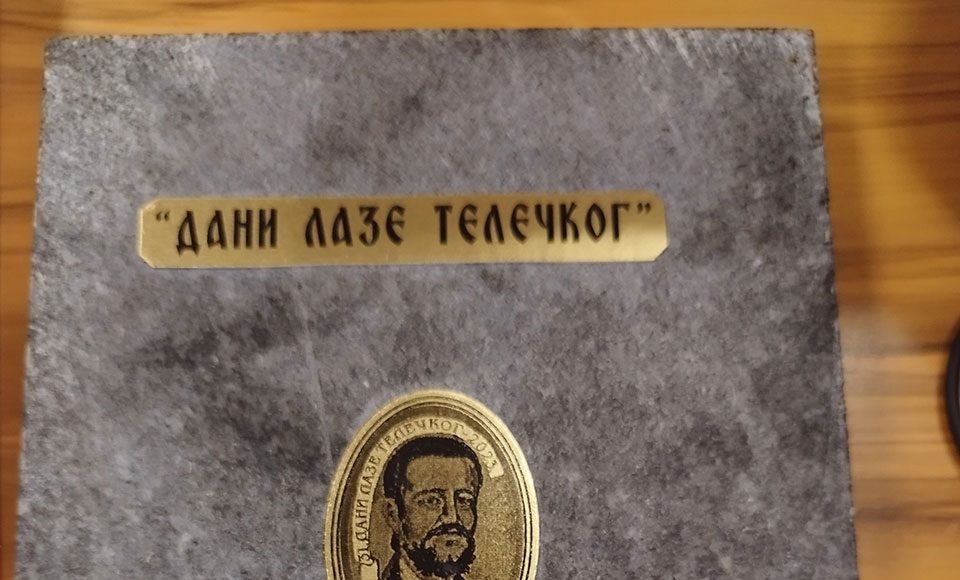 “ДАНИ ЛАЗЕ ТЕЛЕЧКОГ”
ДАНИ ЛАЗЕ ТЕЛЕЧКОГ 2023